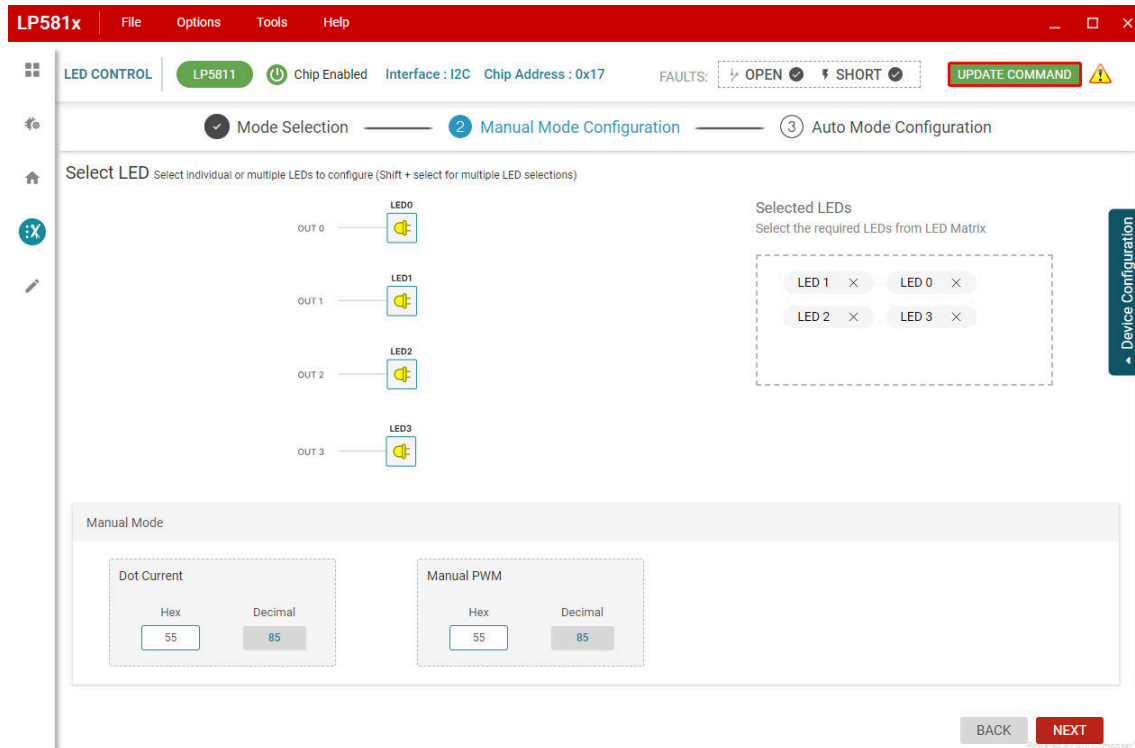 LP581x File Options Tools Help
LED CONTROL LP5811 Chip Enabled Interface : I2C Chip Address : 0x17 FAULTS: OPEN SHORT UPDATE COMMAND
Mode Selection 2 Manual Mode Configuration 3 Auto Mode Configuration
Select LED Select individual or multiple LEDs to configure (Shift + select for multiple LED selections)
LED0
OUT 0
LED1
OUT 1
LED2
OUT 2
LED3
OUT 3
Selected LEDs
Select the required LEDs from LED Matrix
LED 1 LED 0
LED 2 LED 3
Device Configuration
Manual Mode
Dot Current
Hex Decimal
55 85
Manual PWM
Hex Decimal
55 85
BACK NEXT
Powered By GUI Composer